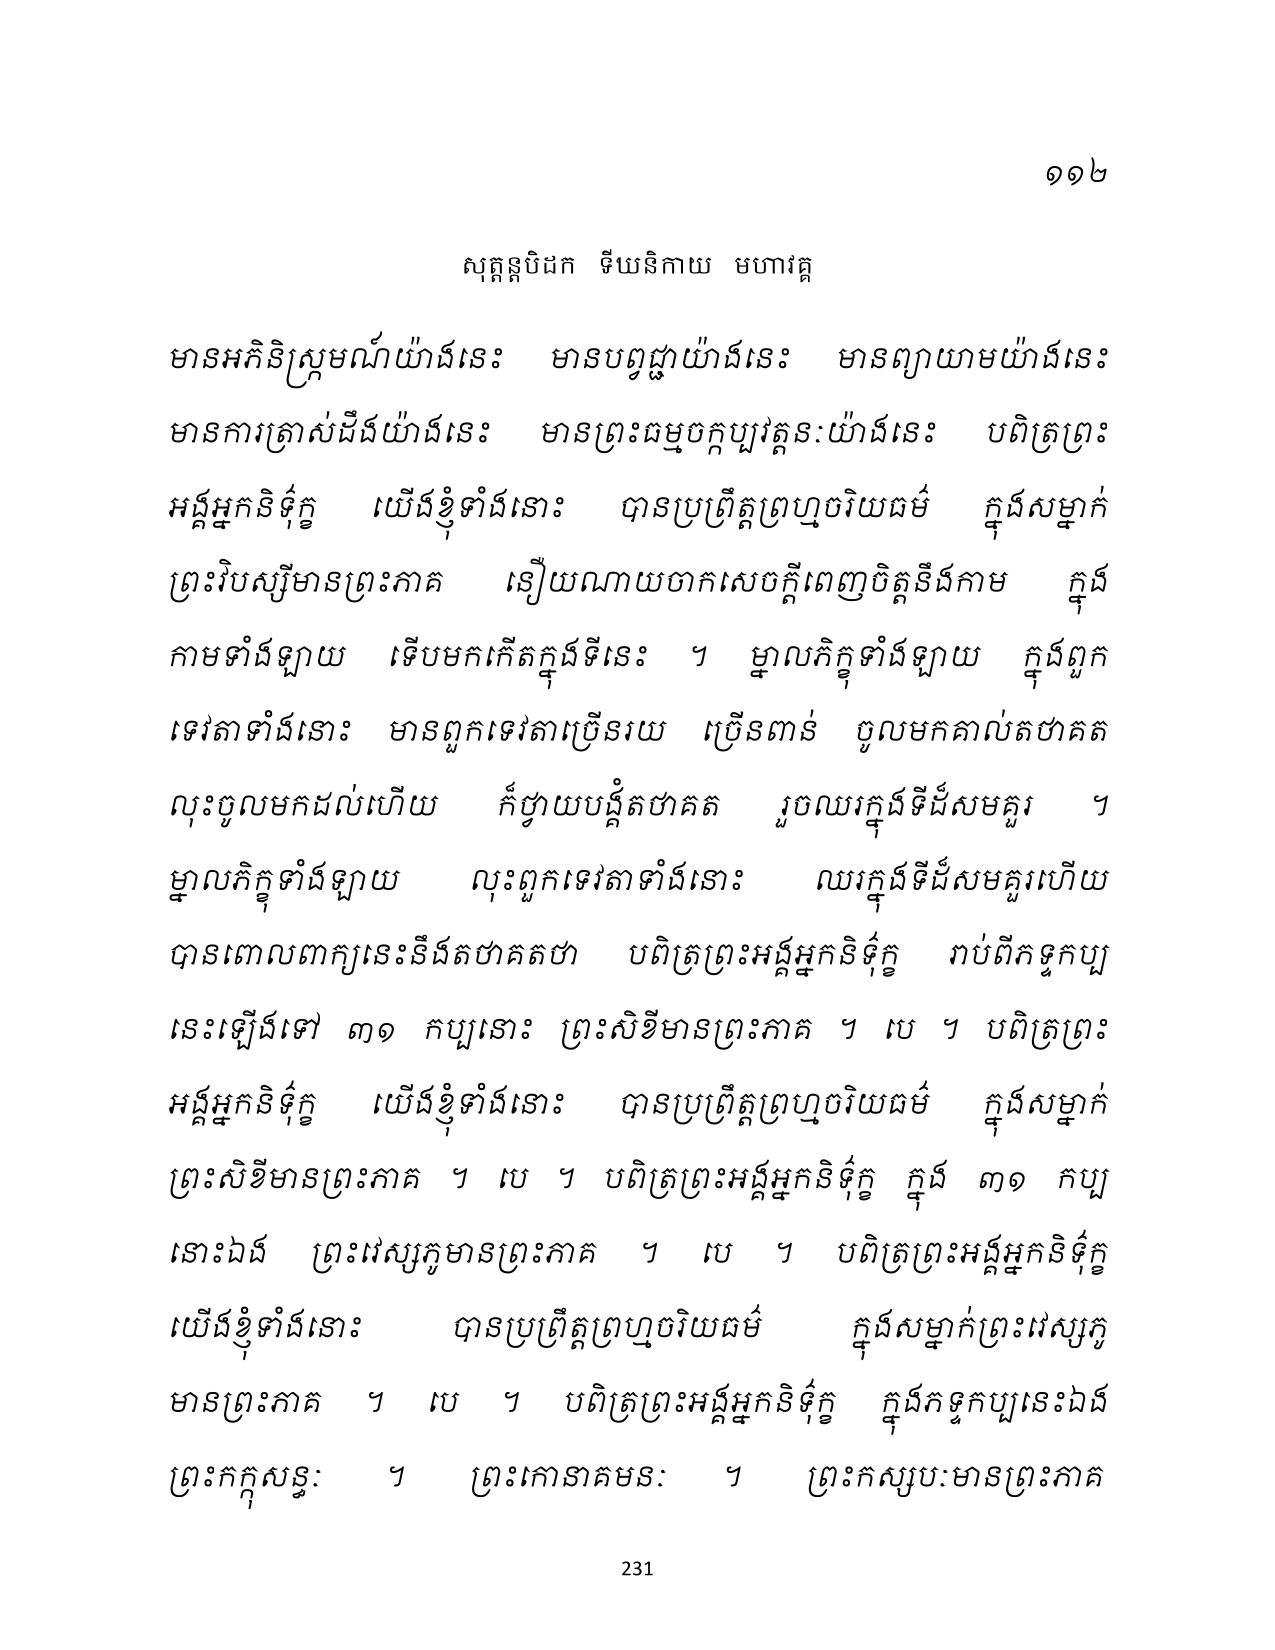 ១១២
សុត្តន្តបិដក ទីឃនិកាយ មហាវគ្គ
មានអភិនិស្ក្រមណ៍យ៉ាងនេះ មានបព្វជ្ជាយ៉ាងនេះ មានព្យាយាមយ៉ាងនេះ
មានការត្រាស់ដឹងយ៉ាងនេះ មានព្រះធម្មចក្កប្បវត្តនៈយ៉ាងនេះ បពិត្រព្រះ
អង្គអ្នកនិទ៌ុក្ខ យើងខ្ញុំទាំងនោះ បានប្រព្រឹត្តព្រហ្មចរិយធម៌ ក្នុងសម្នាក់
ព្រះវិបស្សីមានព្រះភាគ នឿយណាយចាកសេចក្តីពេញចិត្តនឹងកាម ក្នុង
កាមទាំងឡាយ ទើបមកកើតក្នុងទីនេះ ។ ម្នាលភិក្ខុទាំងឡាយ ក្នុងពួក
ទេវតាទាំងនោះ មានពួកទេវតាច្រើនរយ ច្រើនពាន់ ចូលមកគាល់តថាគត
លុះចូលមកដល់ហើយ ក៏ថ្វាយបង្គំតថាគត រួចឈរក្នុងទីដ៏សមគួរ ។
ម្នាលភិក្ខុទាំងឡាយ លុះពួកទេវតាទាំងនោះ ឈរក្នុងទីដ៏សមគួរហើយ
បានពោលពាក្យនេះនឹងតថាគតថា បពិត្រព្រះអង្គអ្នកនិទ៌ុក្ខ រាប់ពីភទ្ទកប្ប
នេះឡើងទៅ ៣១ កប្បនោះ ព្រះសិខីមានព្រះភាគ ។ បេ ។ បពិត្រព្រះ
អង្គអ្នកនិទ៌ុក្ខ យើងខ្ញុំទាំងនោះ បានប្រព្រឹត្តព្រហ្មចរិយធម៌ ក្នុងសម្នាក់
ព្រះសិខីមានព្រះភាគ ។ បេ ។ បពិត្រព្រះអង្គអ្នកនិទ៌ុក្ខ ក្នុង ៣១ កប្ប
នោះឯង ព្រះវេស្សភូមានព្រះភាគ ។ បេ ។ បពិត្រព្រះអង្គអ្នកនិទ៌ុក្ខ
យើងខ្ញុំទាំងនោះ បានប្រព្រឹត្តព្រហ្មចរិយធម៌ ក្នុងសម្នាក់ព្រះវេស្សភូ
មានព្រះភាគ ។ បេ ។ បពិត្រព្រះអង្គអ្នកនិទ៌ុក្ខ ក្នុងភទ្ទកប្បនេះឯង
ព្រះកក្កុសន្ធៈ ។ ព្រះកោនាគមនៈ ។ ព្រះកស្សបៈមានព្រះភាគ
231